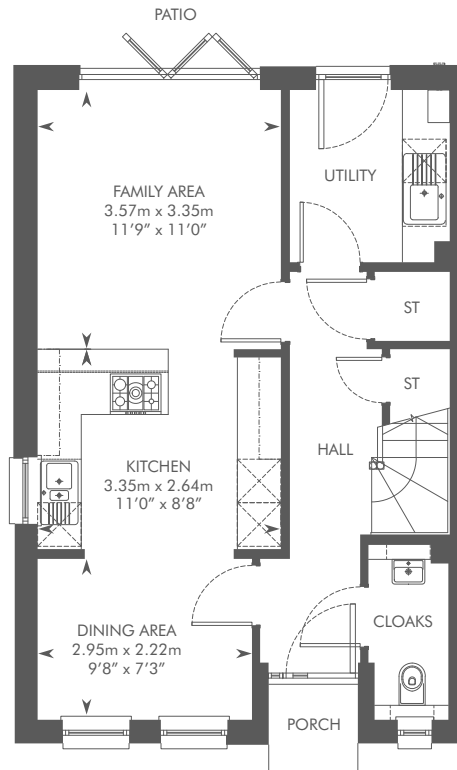 PATIO
FAMILY AREA
3.57m x 3.35m
11'9" x 11'0"
UTILITY
ST
ST
KITCHEN
3.35m x 2.64m
11'0" x 8'8"
HALL
DINING AREA
2.95m x 2.22m
9'8" x 7'3"
CLOAKS
PORCH